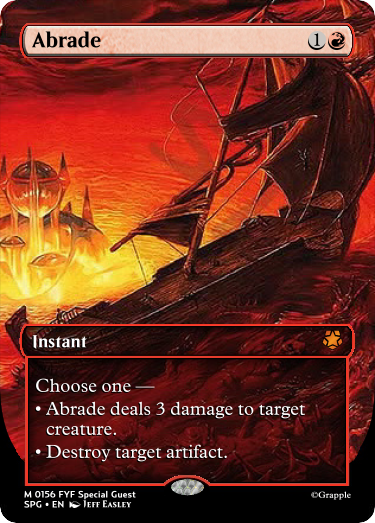 Abrade 1
Instant
Choose one —
• Abrade deals 3 damage to target
creature.
• Destroy target artifact.
M 0156 FYF Special Guest
SPG • EN Jeff Easley
©Grapple